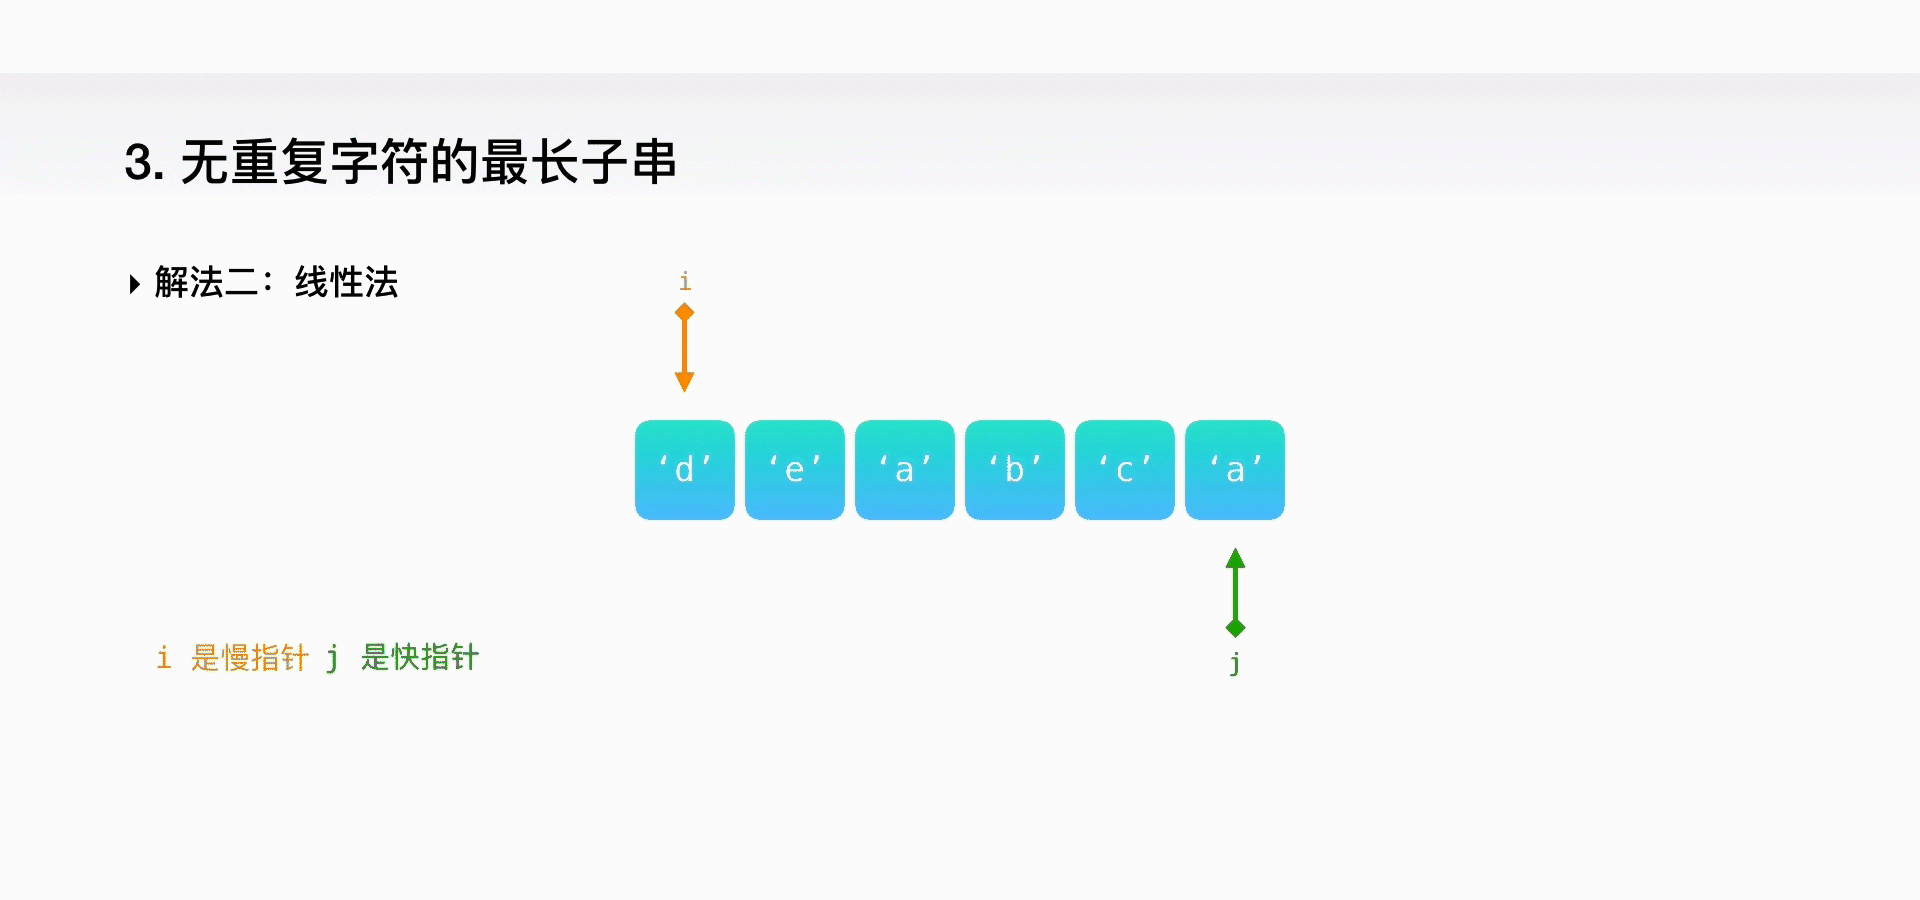 3. 无重复字符的最长子串
解法二：线性法
i
‘d’ ‘e’ ‘a’ ‘b’ ‘c’ ‘a’
i 是慢指针 j 是快指针
j